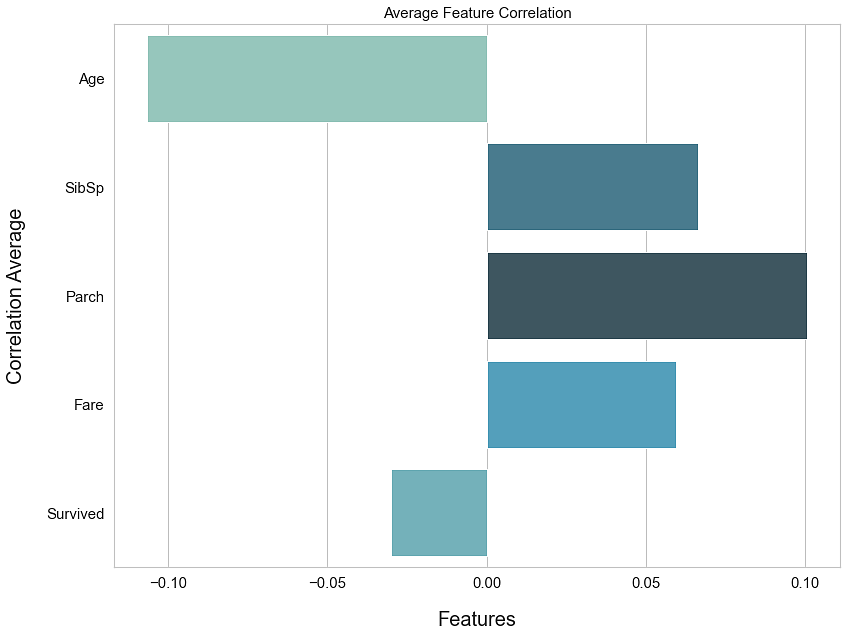 Average Feature Correlation
Age
SibSp
Parch
Fare
Survived
Correlation Average
−0.10
−0.05
0.00
0.05
0.10
Features